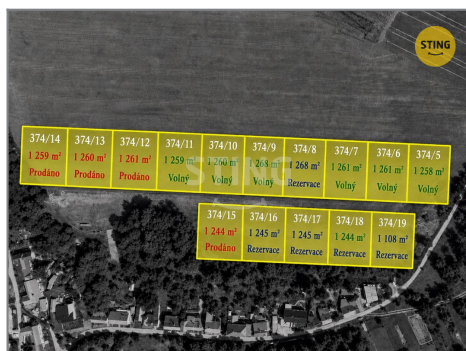 STING
374/14 374/13 374/12 374/11 374/10 374/9 374/8 374/7 374/6 374/5
1 259 m² 1 260 m² 1 261 m² 1 259 m² 1 260 m² 1 268 m² 1 268 m² 1 261 m² 1 261 m² 1 258 m²
Prodáno Prodáno Prodáno Volný Volný Volný Rezervace Volný Volný Volný
STING
374/15 374/16 374/17 374/18 374/19
1 244 m² 1 245 m² 1 245 m² 1 244 m² 1 108 m²
Prodáno Rezervace Rezervace Rezervace Rezervace